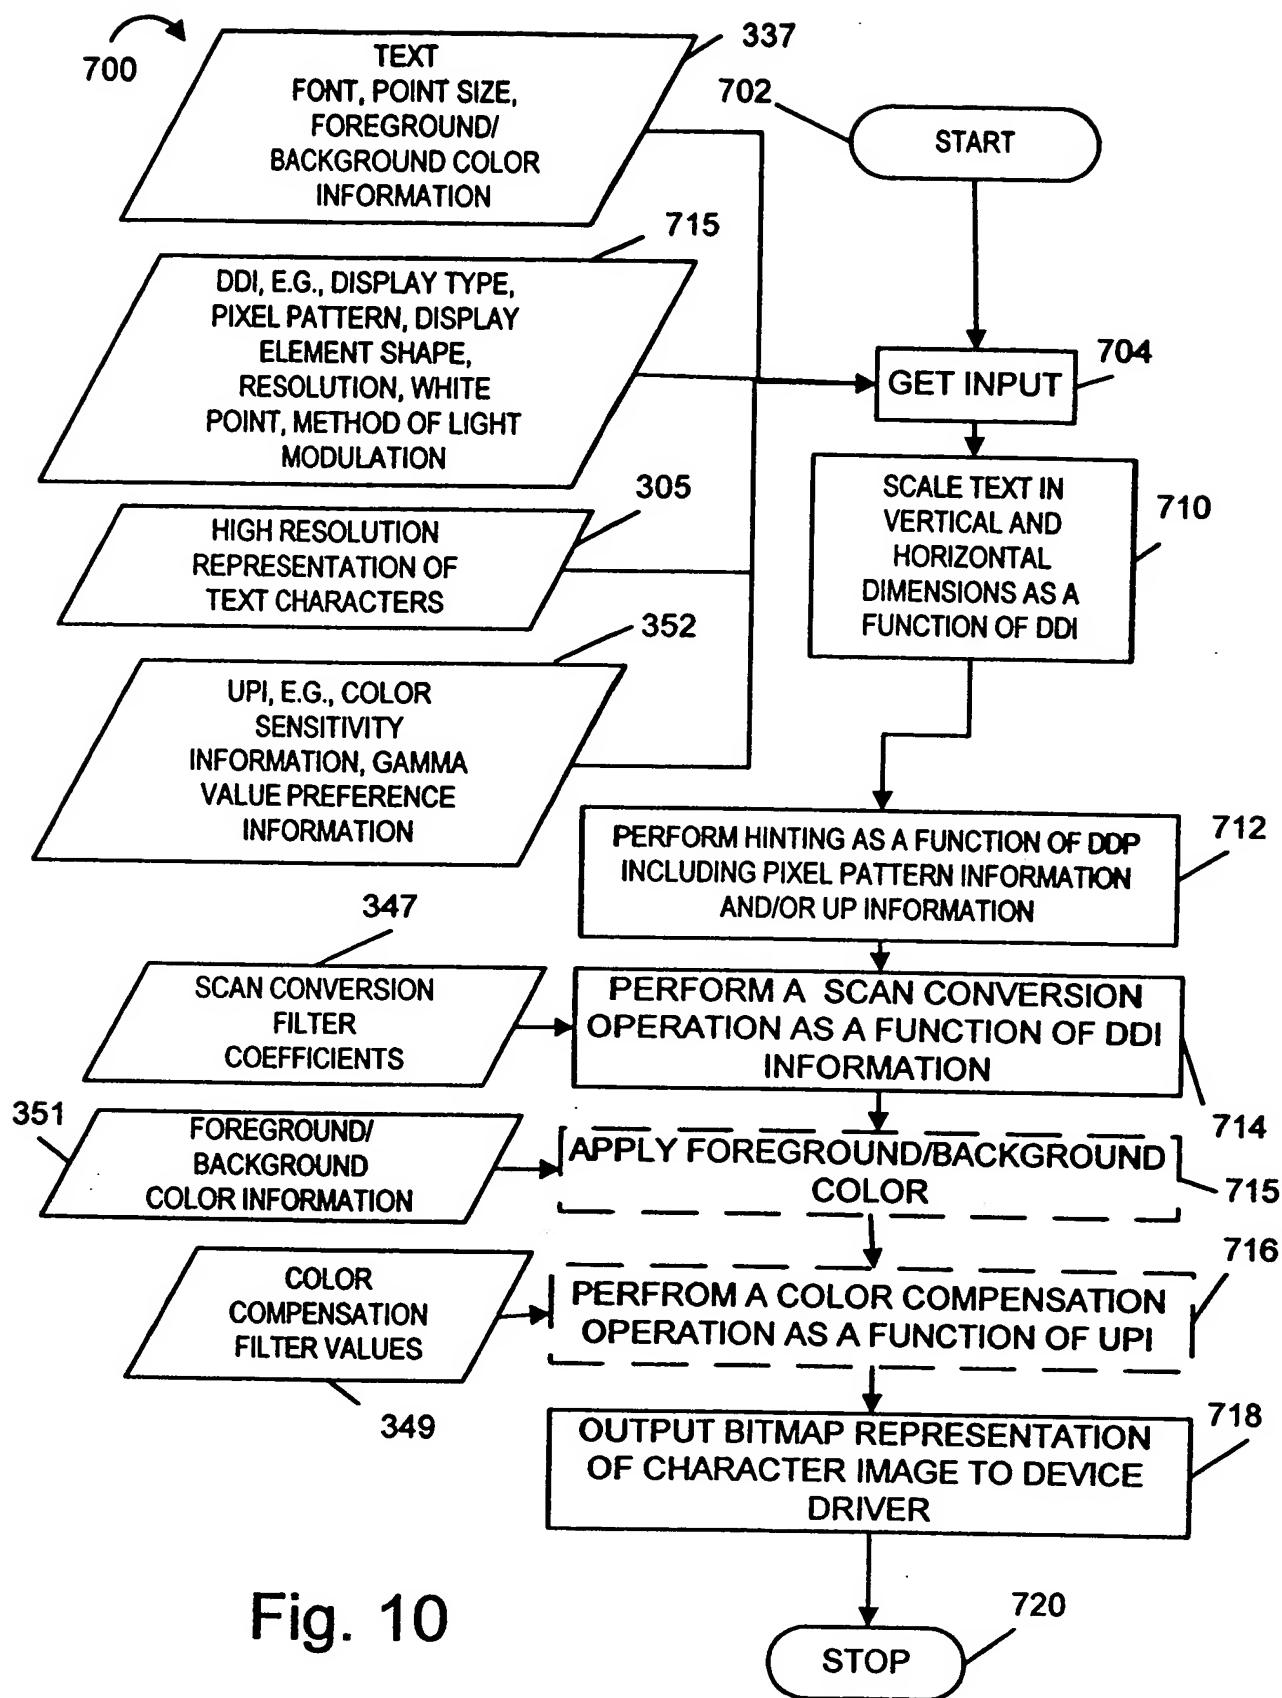 700
TEXT
FONT, POINT SIZE,
FOREGROUND/
BACKGROUND COLOR
INFORMATION
337
702
START
715
DDI, E.G., DISPLAY TYPE,
PIXEL PATTERN, DISPLAY
ELEMENT SHAPE,
RESOLUTION, WHITE
POINT, METHOD OF LIGHT
MODULATION
704
GET INPUT
305
HIGH RESOLUTION
REPRESENTATION OF
TEXT CHARACTERS
SCALE TEXT IN
VERTICAL AND
HORIZONTAL
DIMENSIONS AS A
FUNCTION OF DDI
710
352
UPI, E.G., COLOR
SENSITIVITY
INFORMATION, GAMMA
VALUE PREFERENCE
INFORMATION
PERFORM HINTING AS A FUNCTION OF DDP
INCLUDING PIXEL PATTERN INFORMATION
AND/OR UP INFORMATION
712
347
SCAN CONVERSION
FILTER
COEFFICIENTS
PERFORM A SCAN CONVERSION
OPERATION AS A FUNCTION OF DDI
INFORMATION
714
351
FOREGROUND/
BACKGROUND
COLOR INFORMATION
APPLY FOREGROUND/BACKGROUND
COLOR
715
COLOR
COMPENSATION
FILTER VALUES
349
PERFROM A COLOR COMPENSATION
OPERATION AS A FUNCTION OF UPI
716
OUTPUT BITMAP REPRESENTATION
OF CHARACTER IMAGE TO DEVICE
DRIVER
718
STOP
720
Fig. 10